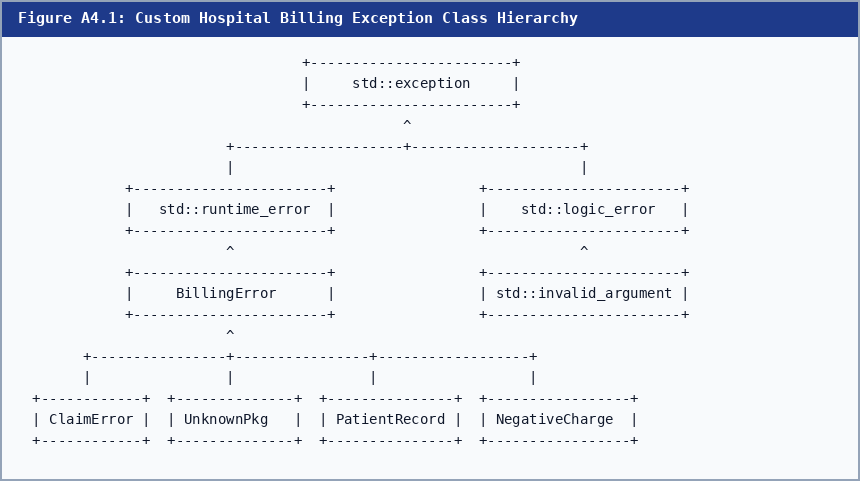 Figure A4.1: Custom Hospital Billing Exception Class Hierarchy
                                +------------------------+
                                |     std::exception     |
                                +------------------------+
                                            ^
                       +--------------------+--------------------+
                       |                                         |
           +-----------------------+                 +-----------------------+
           |   std::runtime_error  |                 |    std::logic_error   |
           +-----------------------+                 +-----------------------+
                       ^                                         ^
           +-----------------------+                 +-----------------------+
           |     BillingError      |                 | std::invalid_argument |
           +-----------------------+                 +-----------------------+
                       ^
      +----------------+----------------+------------------+
      |                |                |                  |
+------------+  +--------------+  +---------------+  +-----------------+
| ClaimError |  | UnknownPkg   |  | PatientRecord |  | NegativeCharge  |
+------------+  +--------------+  +---------------+  +-----------------+